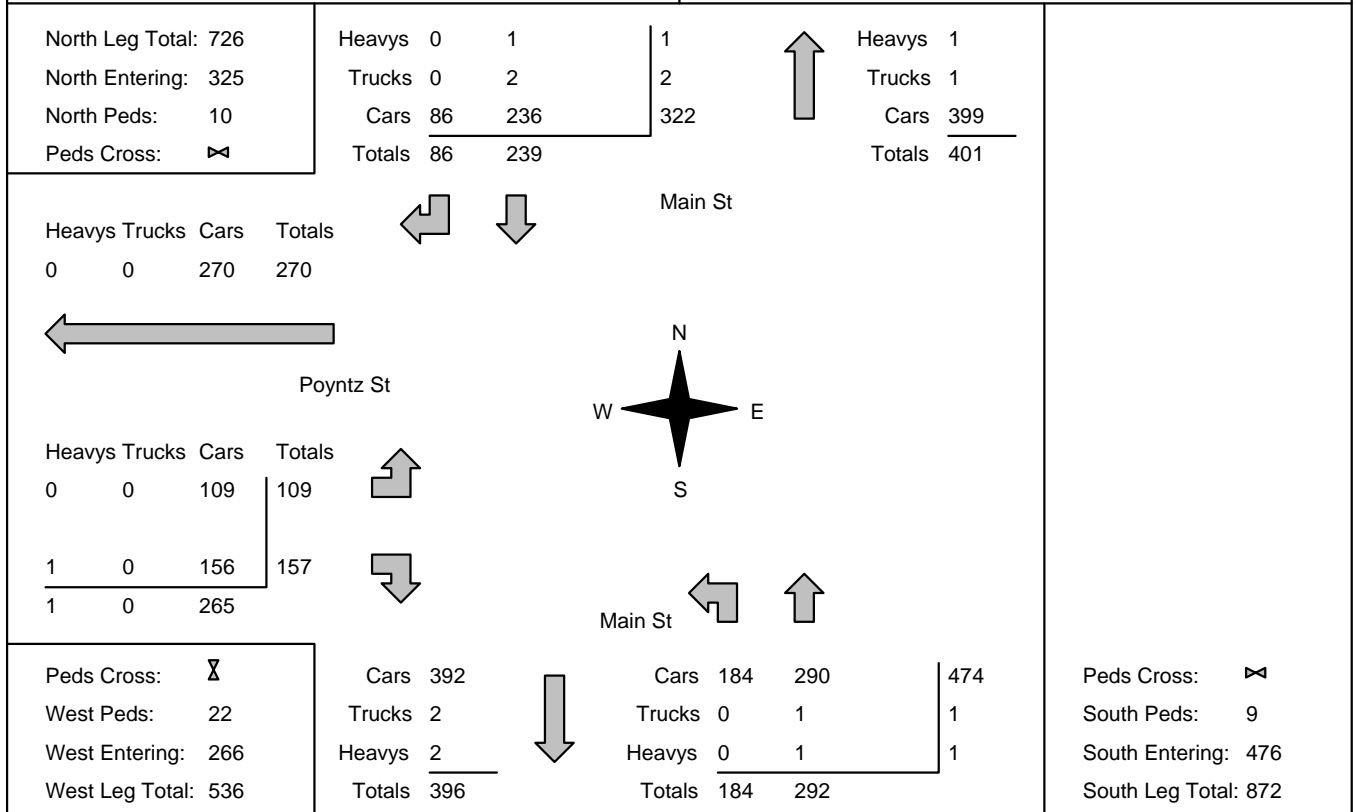 North Leg Total: 726
North Entering: 325
North Peds: 10
Peds Cross:
Heavys 0 1 1
Trucks 0 2 2
Cars 86 236 322
Totals 86 239
Heavys 1
Trucks 1
Cars 399
Totals 401
Main St
Heavys Trucks Cars Totals
0 0 270 270
Poyntz St
N
W E
S
Heavys Trucks Cars Totals
0 0 109 109
1 0 156 157
1 0 265
Main St
Peds Cross:
West Peds: 22
West Entering: 266
West Leg Total: 536
Cars 392
Trucks 2
Heavys 2
Totals 396
Cars 184 290 474
Trucks 0 1 1
Heavys 0 1 1
Totals 184 292
Peds Cross:
South Peds: 9
South Entering: 476
South Leg Total: 872